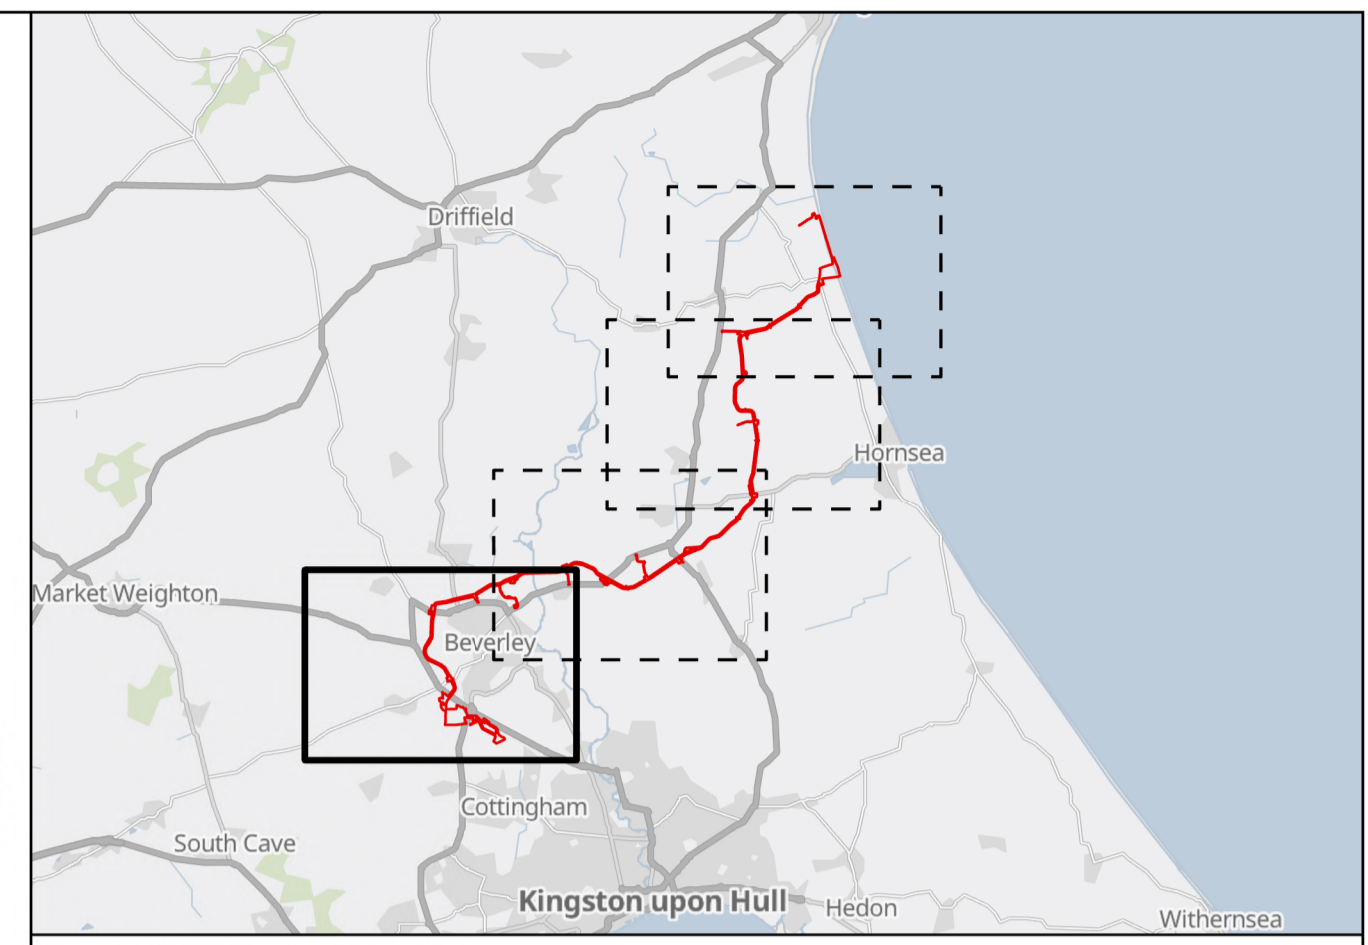 Driffield
Hornsea
Market Weighton
Beverley
Cottingham
South Cave
Kingston upon Hull
Hedon
Withernsea